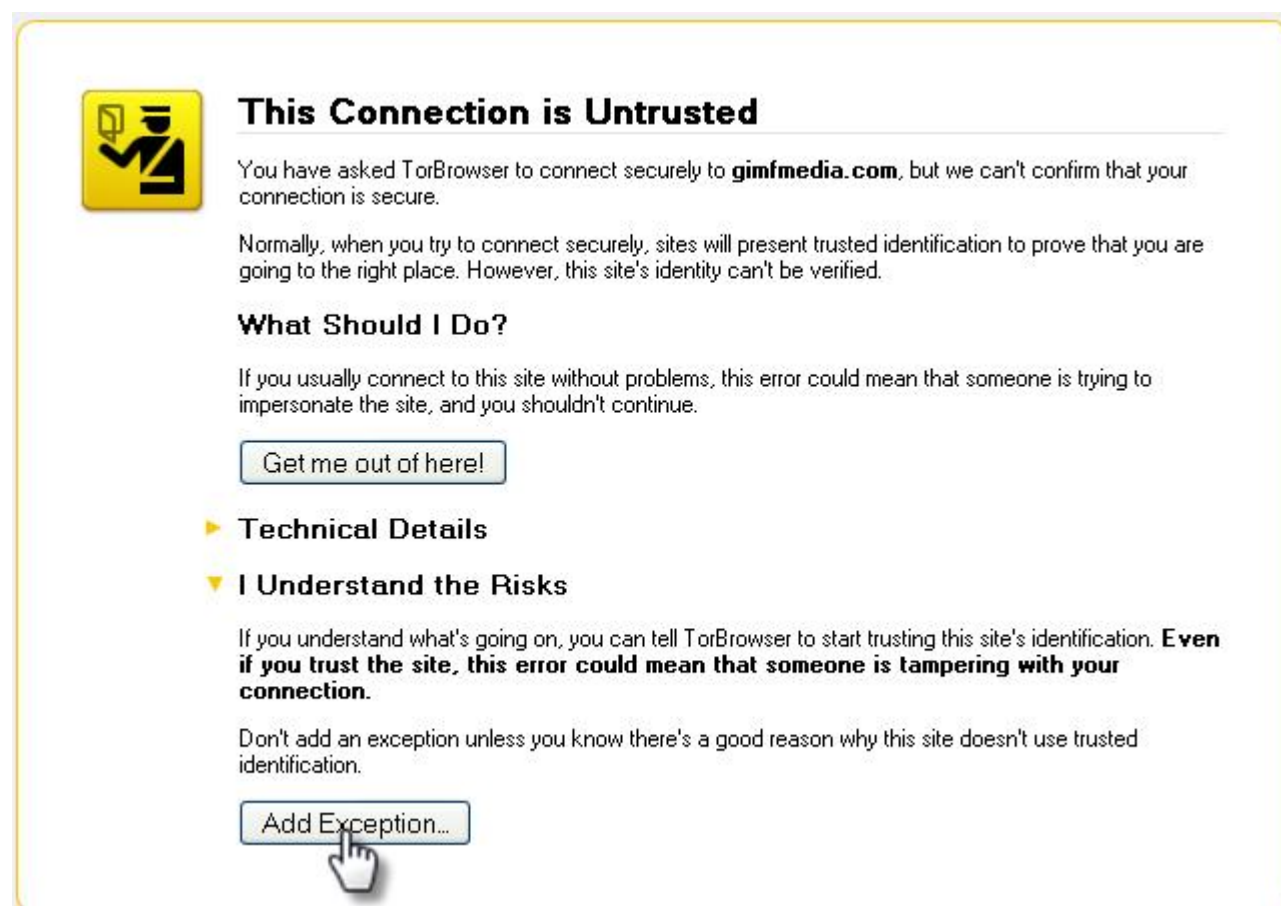 This Connection is Untrusted
You have asked TorBrowser to connect securely to gimfmedia.com, but we can't confirm that your
connection is secure.
Normally, when you try to connect securely, sites will present trusted identification to prove that you are
going to the right place. However, this site's identity can't be verified.
What Should I Do?
If you usually connect to this site without problems, this error could mean that someone is trying to
impersonate the site, and you shouldn't continue.
Get me out of here!
Technical Details
I Understand the Risks
If you understand what's going on, you can tell TorBrowser to start trusting this site's identification. Even
if you trust the site, this error could mean that someone is tampering with your
connection.
Don't add an exception unless you know there's a good reason why this site doesn't use trusted
identification.
Add Exception...